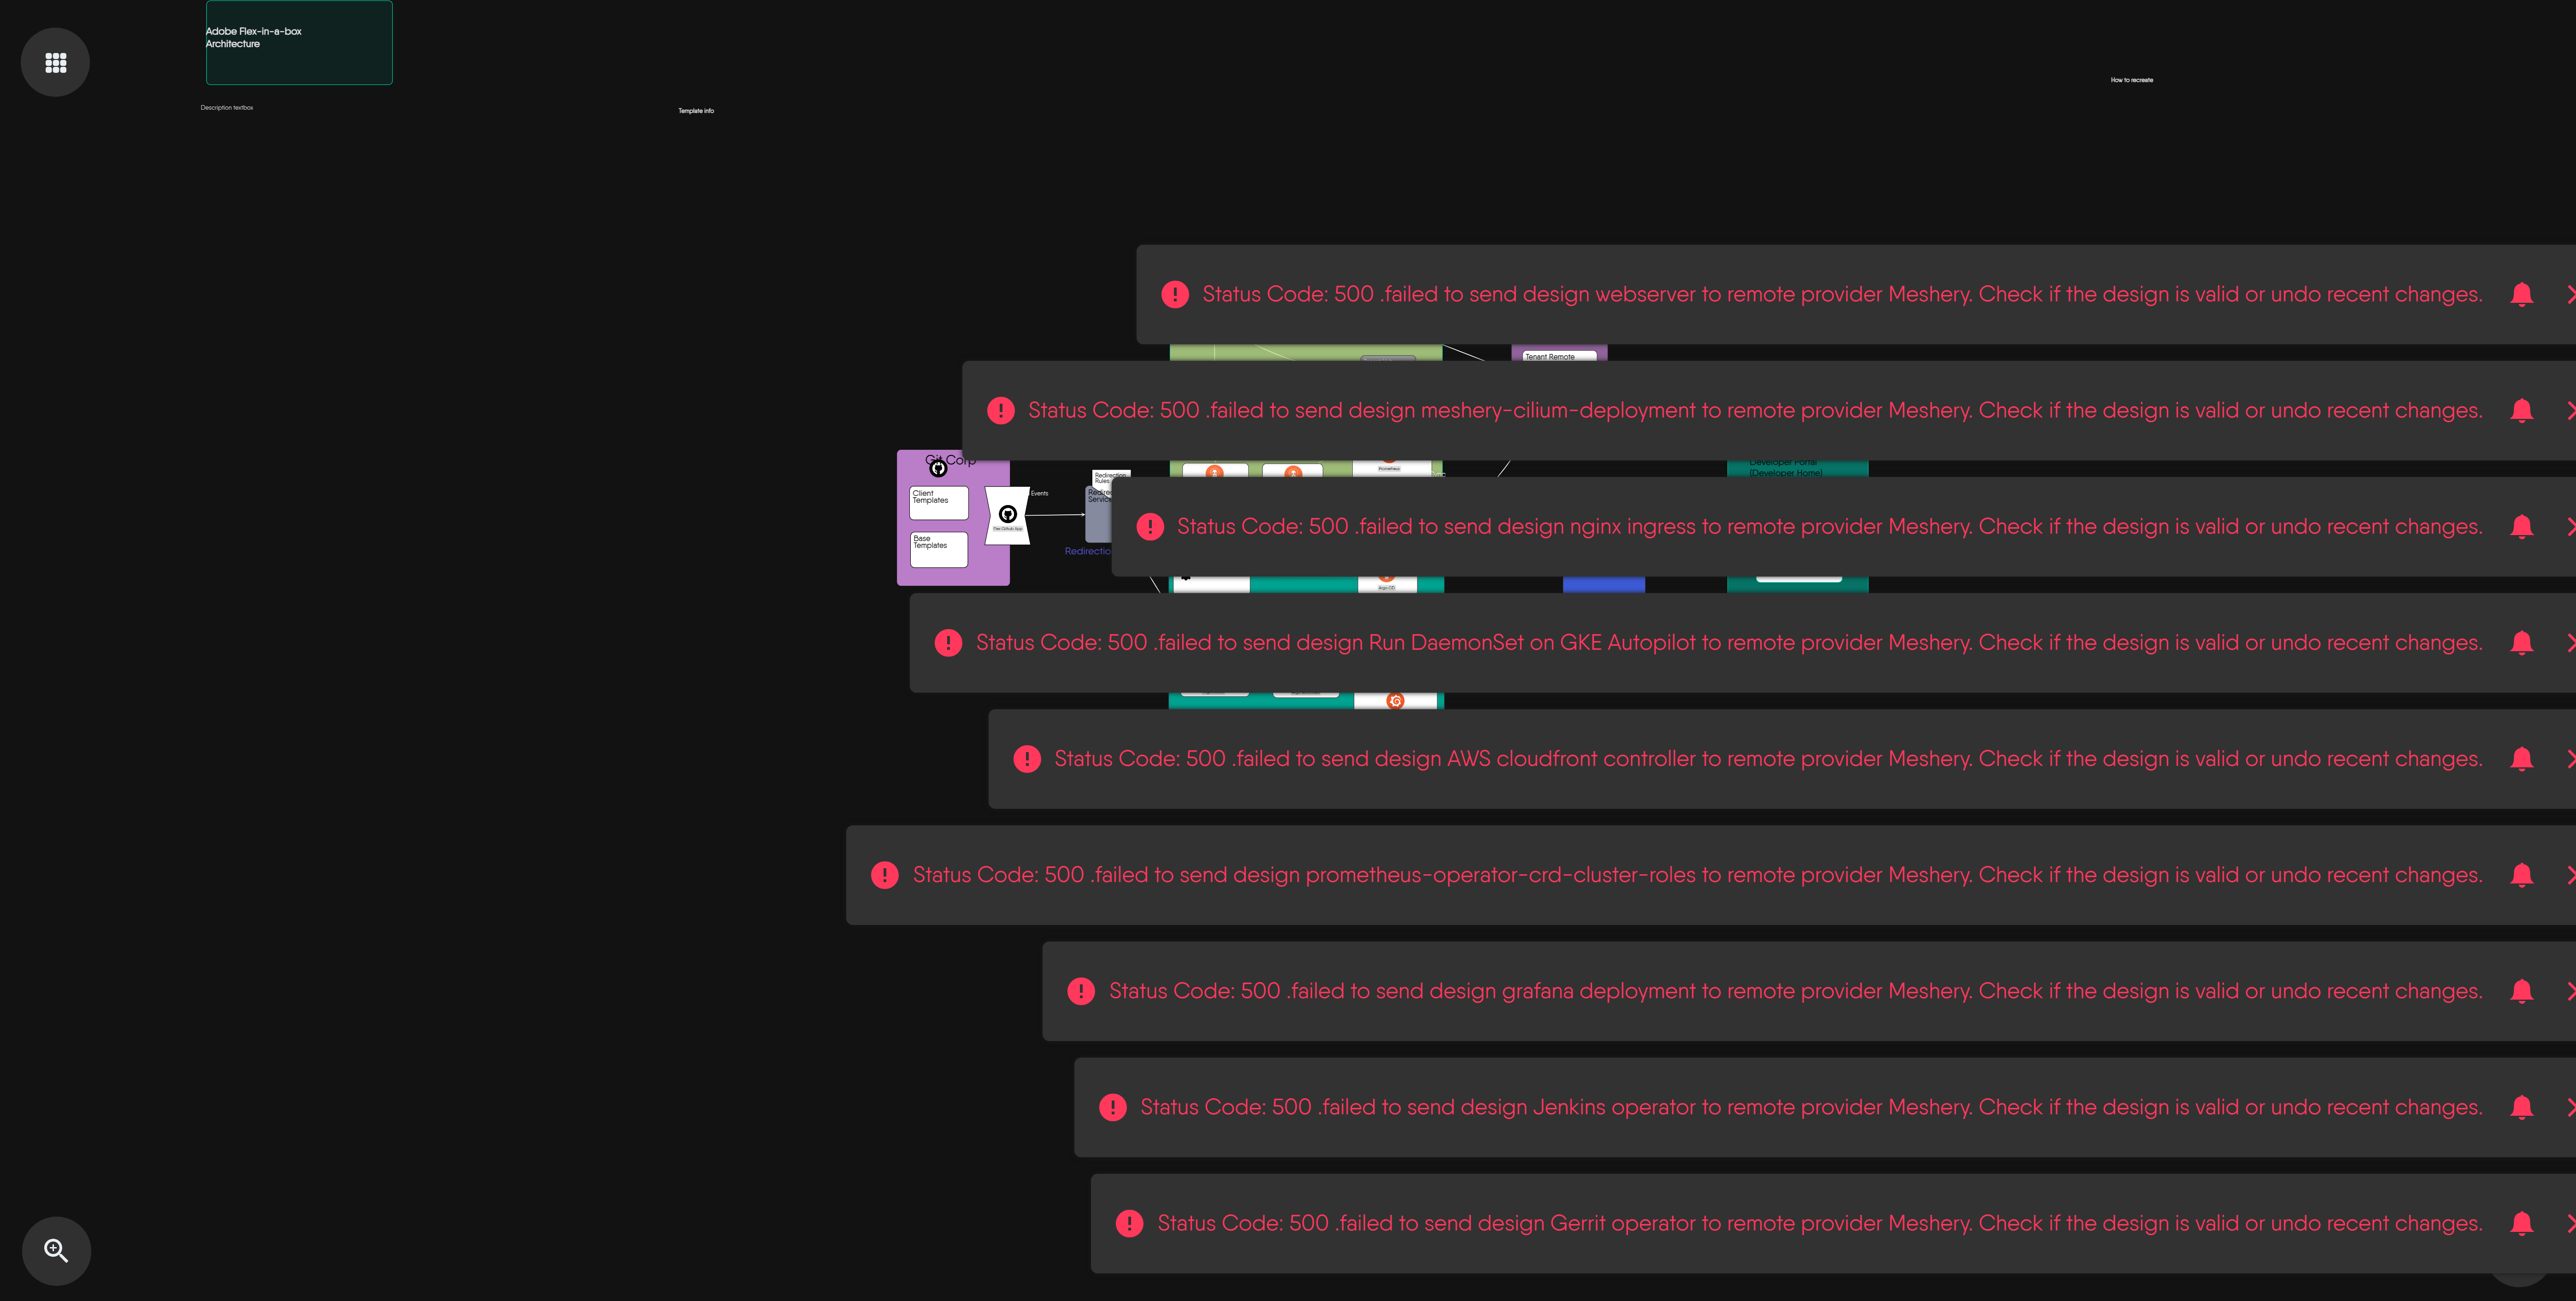 Adobe Flex-in-a-box
Architecture
How to recreate
Description textbox
Template info
Status Code: 500 .failed to send design webserver to remote provider Meshery. Check if the design is valid or undo recent changes.
Tenant Remote
Status Code: 500 .failed to send design meshery-cilium-deployment to remote provider Meshery. Check if the design is valid or undo recent changes.
Git Corp
Developer Portal
(Developer Home)
Prometheus
Redirection
Rules
Client
Templates
Events
Flex Github App
Status Code: 500 .failed to send design nginx ingress to remote provider Meshery. Check if the design is valid or undo recent changes.
Base
Templates
Argo CD
Status Code: 500 .failed to send design Run DaemonSet on GKE Autopilot to remote provider Meshery. Check if the design is valid or undo recent changes.
Status Code: 500 .failed to send design AWS cloudfront controller to remote provider Meshery. Check if the design is valid or undo recent changes.
Status Code: 500 .failed to send design prometheus-operator-crd-cluster-roles to remote provider Meshery. Check if the design is valid or undo recent changes.
Status Code: 500 .failed to send design grafana deployment to remote provider Meshery. Check if the design is valid or undo recent changes.
Status Code: 500 .failed to send design Jenkins operator to remote provider Meshery. Check if the design is valid or undo recent changes.
Status Code: 500 .failed to send design Gerrit operator to remote provider Meshery. Check if the design is valid or undo recent changes.